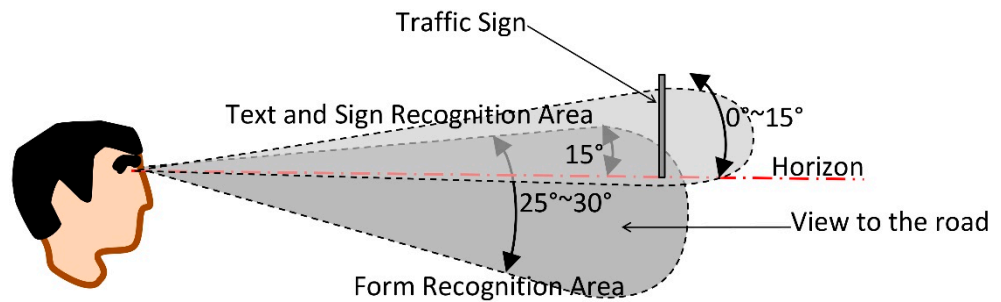 Traffic Sign
Text and Sign Recognition Area
0°~15°
15°
Horizon
25°~30°
View to the road
Form Recognition Area